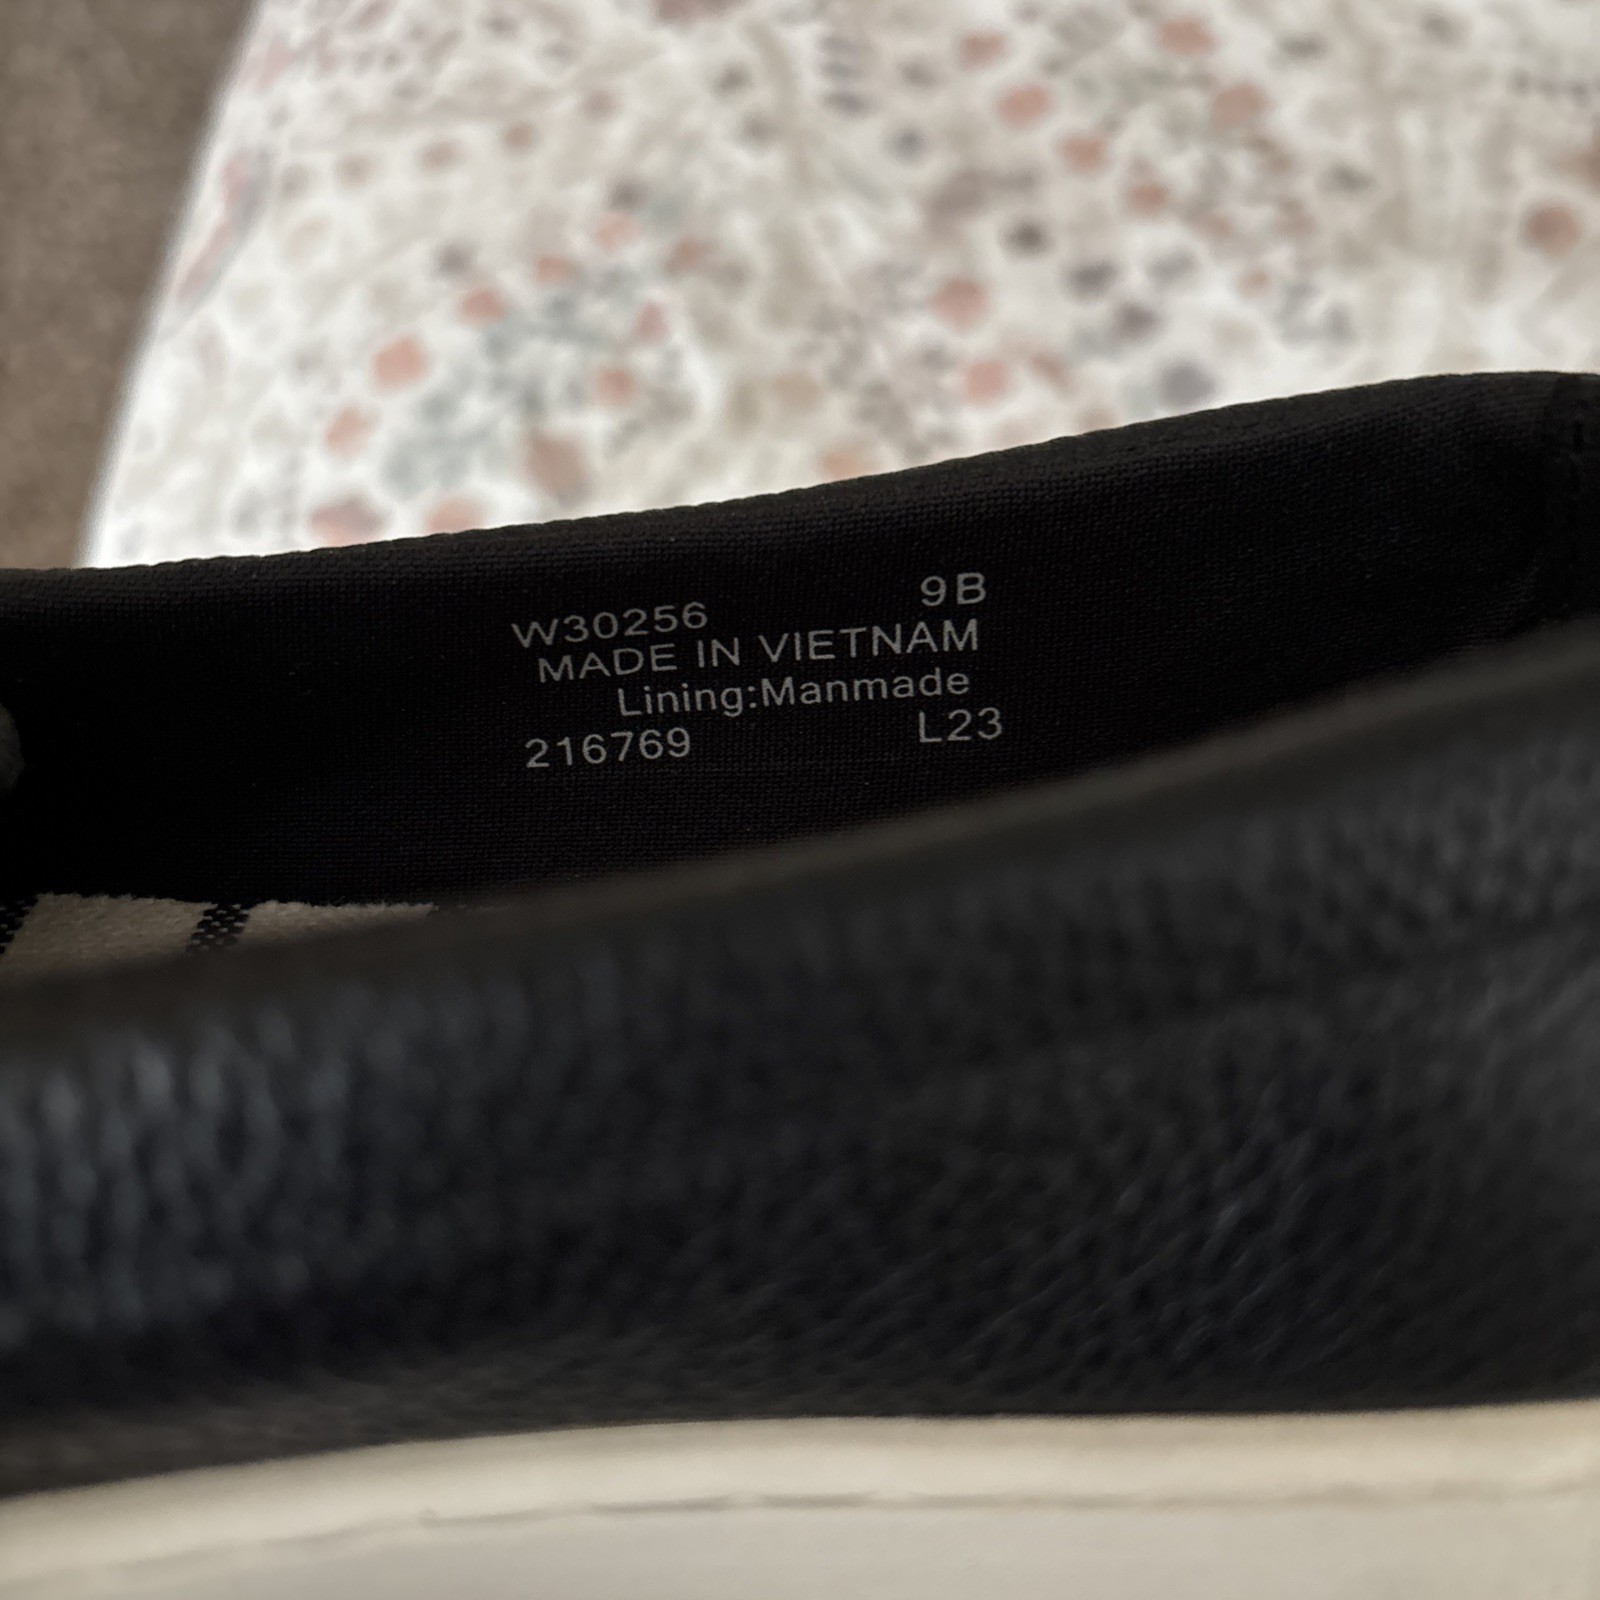 W30256 9B
MADE IN VIETNAM
Lining:Manmade
216769 L23